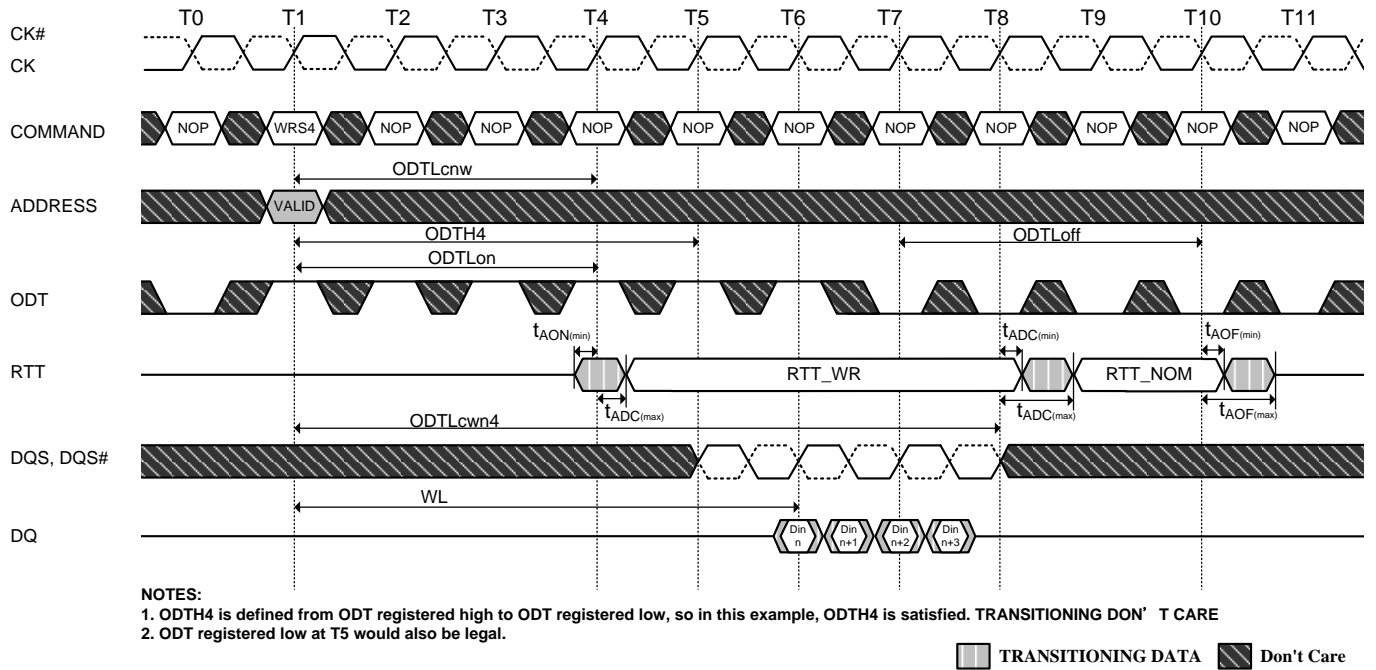 T0 T1 T2 T3 T4 T5 T6 T7 T8 T9 T10 T11
CK#
CK
COMMAND NOP WRS4 NOP NOP NOP NOP NOP NOP NOP NOP NOP NOP
ODTLcnw
ADDRESS VALID
ODTH4 ODTLoff
ODTLon
ODT
tAON(min) tADC(min) tAOF(min)
RTT RTT_WR RTT_NOM
tADC(max) tADC(max) tAOF(max)
ODTLcwn4
DQS, DQS#
WL
DQ Din n Din n+1 Din n+2 Din n+3
NOTES:
1. ODTH4 is defined from ODT registered high to ODT registered low, so in this example, ODTH4 is satisfied. TRANSITIONING DON’ T CARE
2. ODT registered low at T5 would also be legal.
TRANSITIONING DATA Don't Care